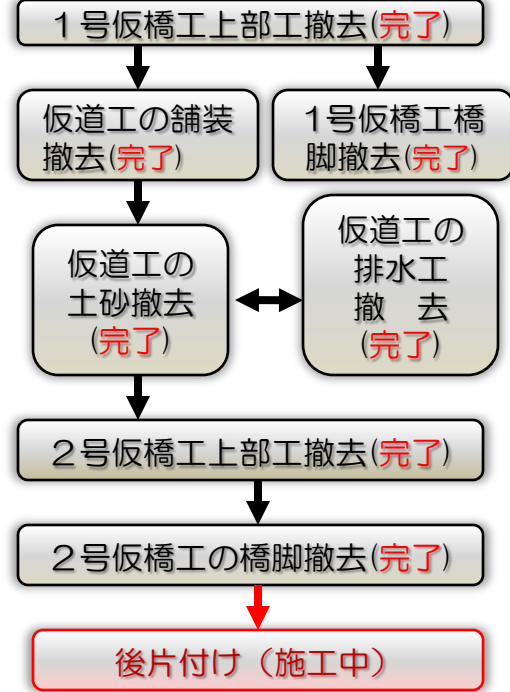 １号仮橋工上部工撤去(完了)
仮道工の舗装
撤去(完了)
1号仮橋工橋
脚撤去(完了)
仮道工の
土砂撤去
(完了)
仮道工の
排水工
撤　去
(完了)
２号仮橋工上部工撤去(完了)
２号仮橋工の橋脚撤去(完了)
後片付け（施工中）